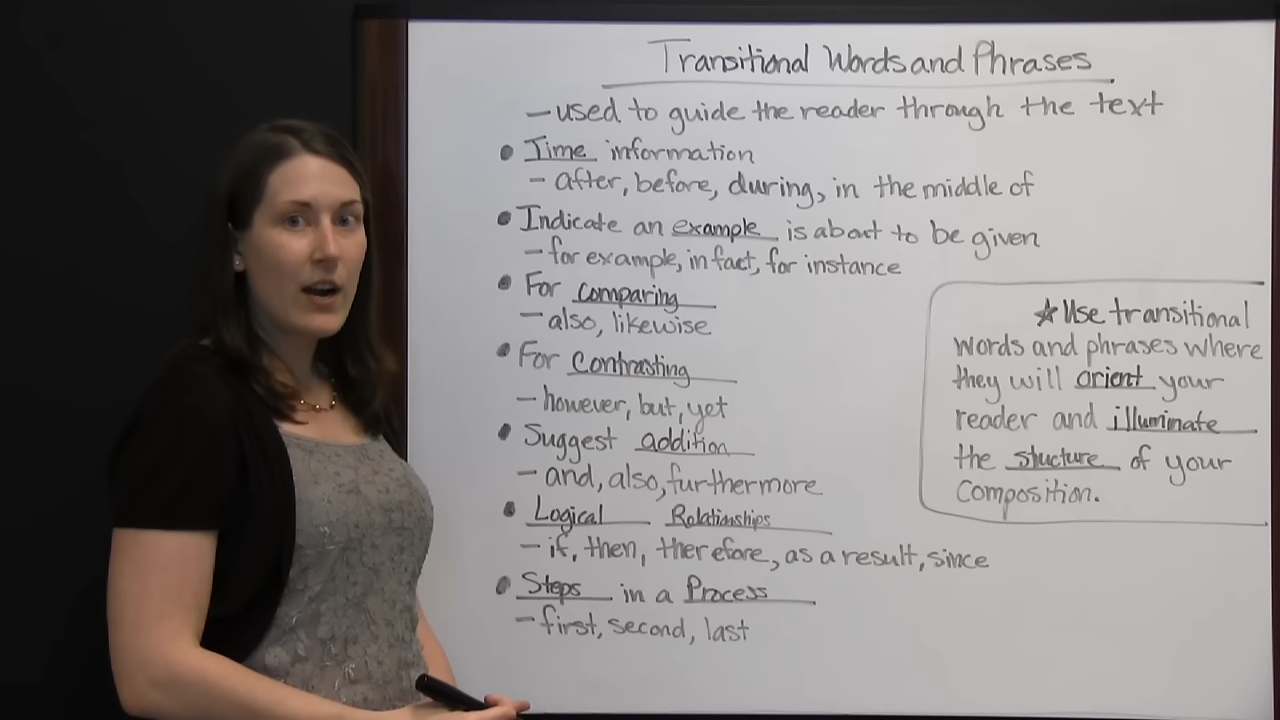 Transitional Words and Phrases
- used to guide the reader through the text
• Time information
- after, before, during, in the middle of
• Indicate an example is about to be given
- for example, in fact, for instance
• For comparing
- also, likewise
• For Contrasting
- however, but, yet
• Suggest addition
- and, also, furthermore
• Logical Relationships
- if, then, therefore, as a result, since
• Steps in a Process
- first, second, last
★ Use transitional
words and phrases where
they will orient your
reader and illuminate
the stucture of your
Composition.